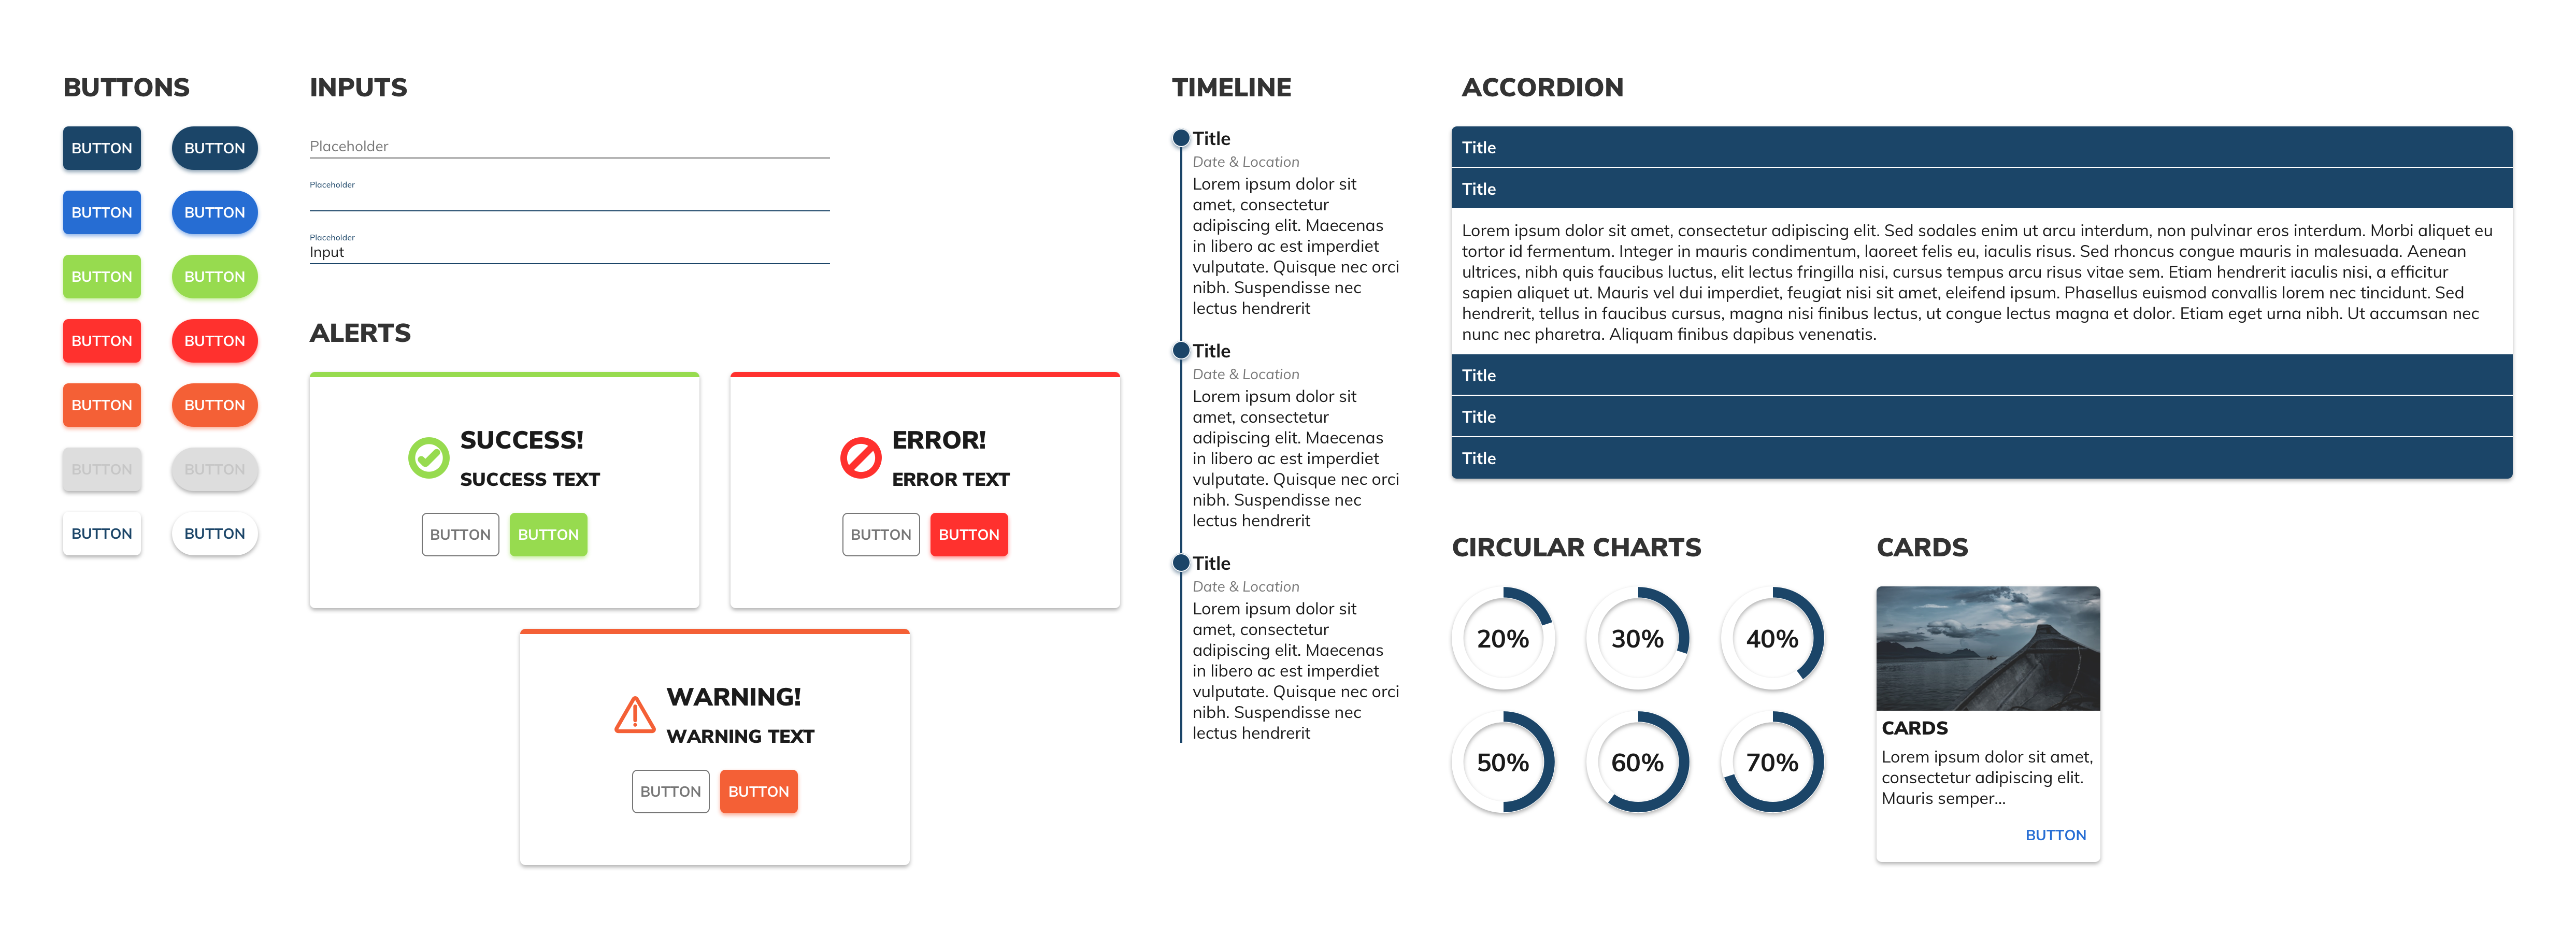 BUTTONS
BUTTON BUTTON
BUTTON BUTTON
BUTTON BUTTON
BUTTON BUTTON
BUTTON BUTTON
BUTTON BUTTON
BUTTON BUTTON
INPUTS
Placeholder
Placeholder
Placeholder
Input
ALERTS
SUCCESS!
SUCCESS TEXT
BUTTON BUTTON
ERROR!
ERROR TEXT
BUTTON BUTTON
WARNING!
WARNING TEXT
BUTTON BUTTON
TIMELINE
Title
Date & Location
Lorem ipsum dolor sit
amet, consectetur
adipiscing elit. Maecenas
in libero ac est imperdiet
vulputate. Quisque nec orci
nibh. Suspendisse nec
lectus hendrerit
Title
Date & Location
Lorem ipsum dolor sit
amet, consectetur
adipiscing elit. Maecenas
in libero ac est imperdiet
vulputate. Quisque nec orci
nibh. Suspendisse nec
lectus hendrerit
Title
Date & Location
Lorem ipsum dolor sit
amet, consectetur
adipiscing elit. Maecenas
in libero ac est imperdiet
vulputate. Quisque nec orci
nibh. Suspendisse nec
lectus hendrerit
ACCORDION
Title
Title
Lorem ipsum dolor sit amet, consectetur adipiscing elit. Sed sodales enim ut arcu interdum, non pulvinar eros interdum. Morbi aliquet eu
tortor id fermentum. Integer in mauris condimentum, laoreet felis eu, iaculis risus. Sed rhoncus congue mauris in malesuada. Aenean
ultrices, nibh quis faucibus luctus, elit lectus fringilla nisi, cursus tempus arcu risus vitae sem. Etiam hendrerit iaculis nisi, a efficitur
sapien aliquet ut. Mauris vel dui imperdiet, feugiat nisi sit amet, eleifend ipsum. Phasellus euismod convallis lorem nec tincidunt. Sed
hendrerit, tellus in faucibus cursus, magna nisi finibus lectus, ut congue lectus magna et dolor. Etiam eget urna nibh. Ut accumsan nec
nunc nec pharetra. Aliquam finibus dapibus venenatis.
Title
Title
Title
CIRCULAR CHARTS
20% 30% 40%
50% 60% 70%
CARDS
CARDS
Lorem ipsum dolor sit amet,
consectetur adipiscing elit.
Mauris semper...
BUTTON